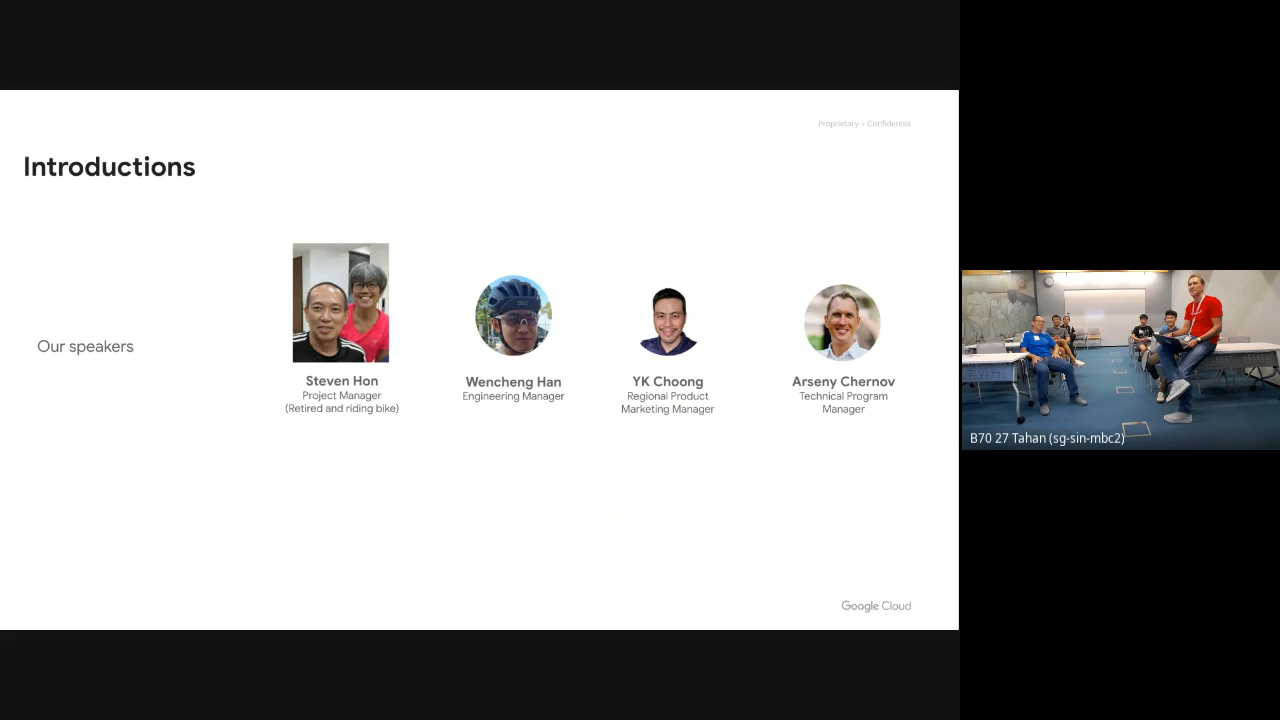 Proprietary + Confidential
Introductions
Our speakers
Steven Hon
Project Manager
(Retired and riding bike)
Wencheng Han
Engineering Manager
YK Choong
Regional Product
Marketing Manager
Arseny Chernov
Technical Program
Manager
Google Cloud
B70 27 Tahan (sg-sin-mbc2)